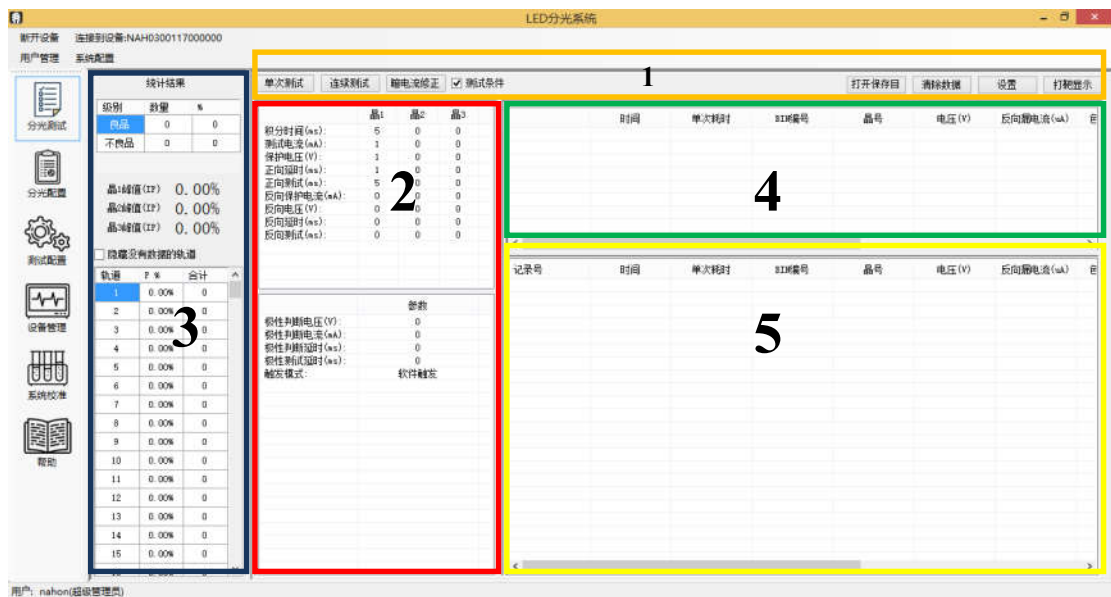 LED分光系统
断开设备 连接到设备:NAH0300117000000
用户管理 系统配置
分光测试
分光配置
测试配置
设备管理
系统校准
帮助
统计结果
级别 数量 %
良品 0 0
不良品 0 0
晶1峰值(IP) 0.00%
晶2峰值(IP) 0.00%
晶3峰值(IP) 0.00%
隐藏没有数据的轨道
轨道 P % 合计
1 0.00% 0
2 0.00% 0
3 0.00% 0
4 0.00% 0
5 0.00% 0
6 0.00% 0
7 0.00% 0
8 0.00% 0
9 0.00% 0
10 0.00% 0
11 0.00% 0
12 0.00% 0
13 0.00% 0
14 0.00% 0
15 0.00% 0
3
单次测试 连续测试 暗电流修正 测试条件 1 打开保存目 清除数据 设置 打靶显示
晶1 晶2 晶3
积分时间(ms): 5 0 0
测试电流(mA): 1 0 0
保护电压(V): 1 0 0
正向延时(ms): 1 0 0
正向测试(ms): 5 0 0
反向保护电流(mA): 0 0 0
反向电压(V): 0 0 0
反向延时(ms): 0 0 0
反向测试(ms): 0 0 0
2
参数
极性判断电压(V): 0
极性判断电流(mA): 0
极性判断延时(ms): 0
极性测试延时(ms): 0
触发模式: 软件触发
时间 单次耗时 BIN编号 晶号 电压(V) 反向漏电流(uA)
4
记录号 时间 单次耗时 BIN编号 晶号 电压(V) 反向漏电流(uA)
5
用户: nahon(超级管理员)